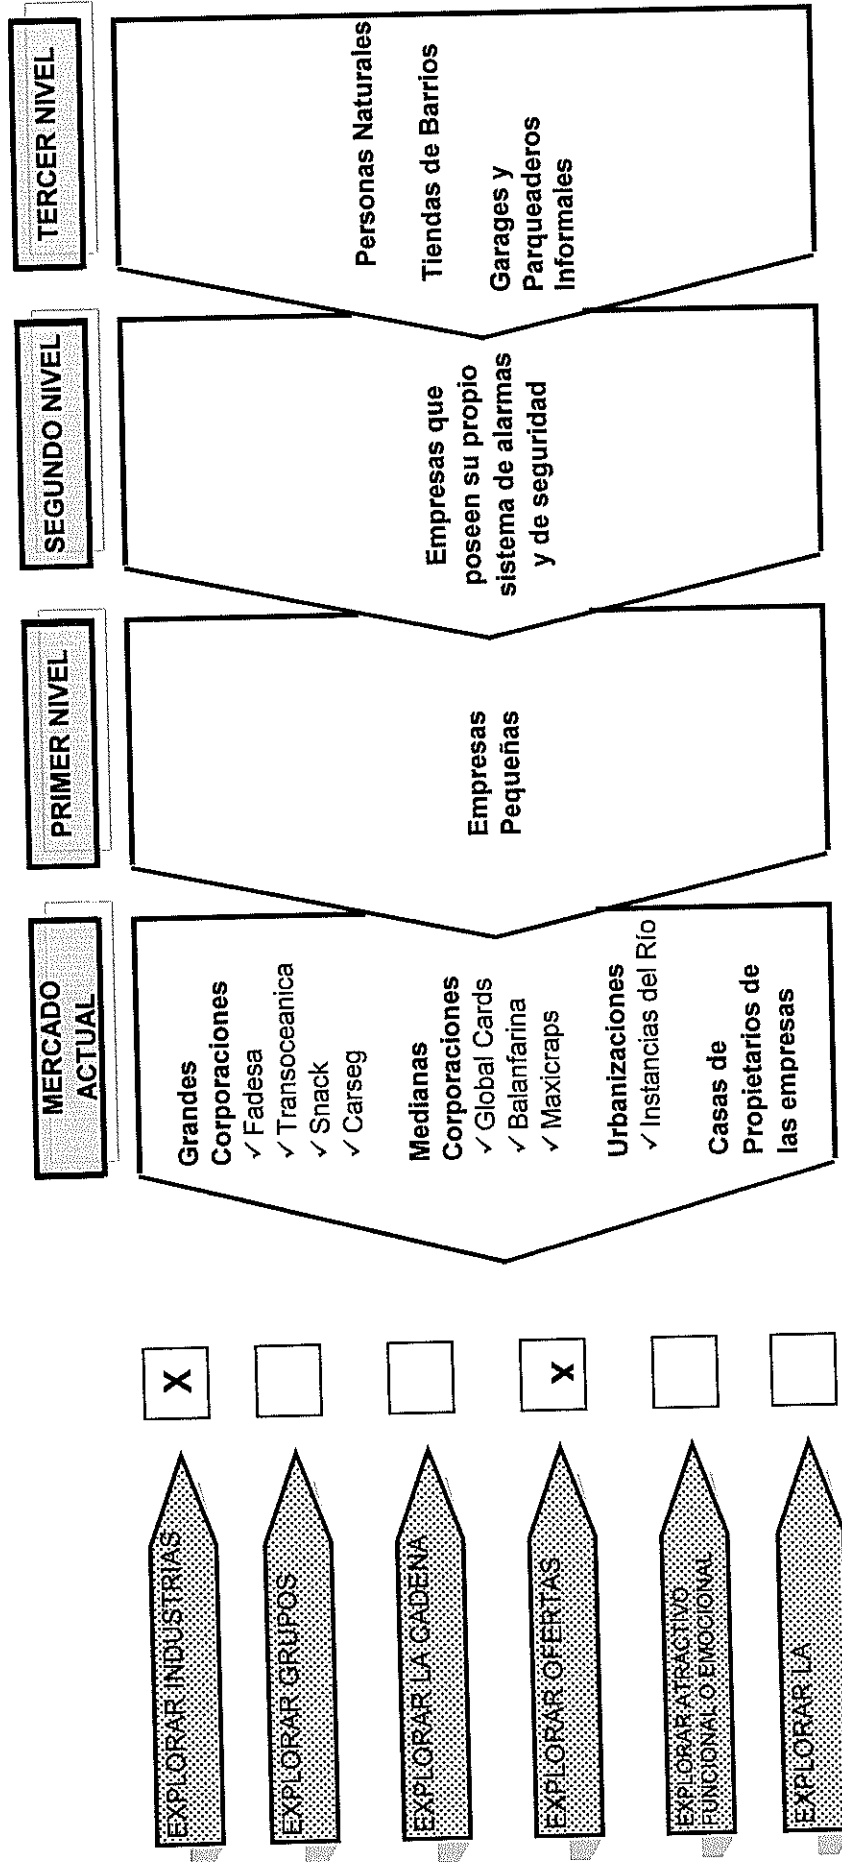 EXPLORAR INDUSTRIAS
X
EXPLORAR GRUPOS
EXPLORAR LA CADENA
EXPLORAR OFERTAS
X
EXPLORAR ATRACTIVO
FUNCIONAL O EMOCIONAL
EXPLORAR LA
MERCADO
ACTUAL
Grandes
Corporaciones
✓ Fadesa
✓ Transoceanica
✓ Snack
✓ Carseg
Medianas
Corporaciones
✓ Global Cards
✓ Balanfarina
✓ Maxicraps
Urbanizaciones
✓ Instancias del Río
Casas de
Propietarios de
las empresas
PRIMER NIVEL
Empresas
Pequeñas
SEGUNDO NIVEL
Empresas que
poseen su propio
sistema de alarmas
y de seguridad
TERCER NIVEL
Personas Naturales
Tiendas de Barrios
Garages y
Parqueaderos
Informales